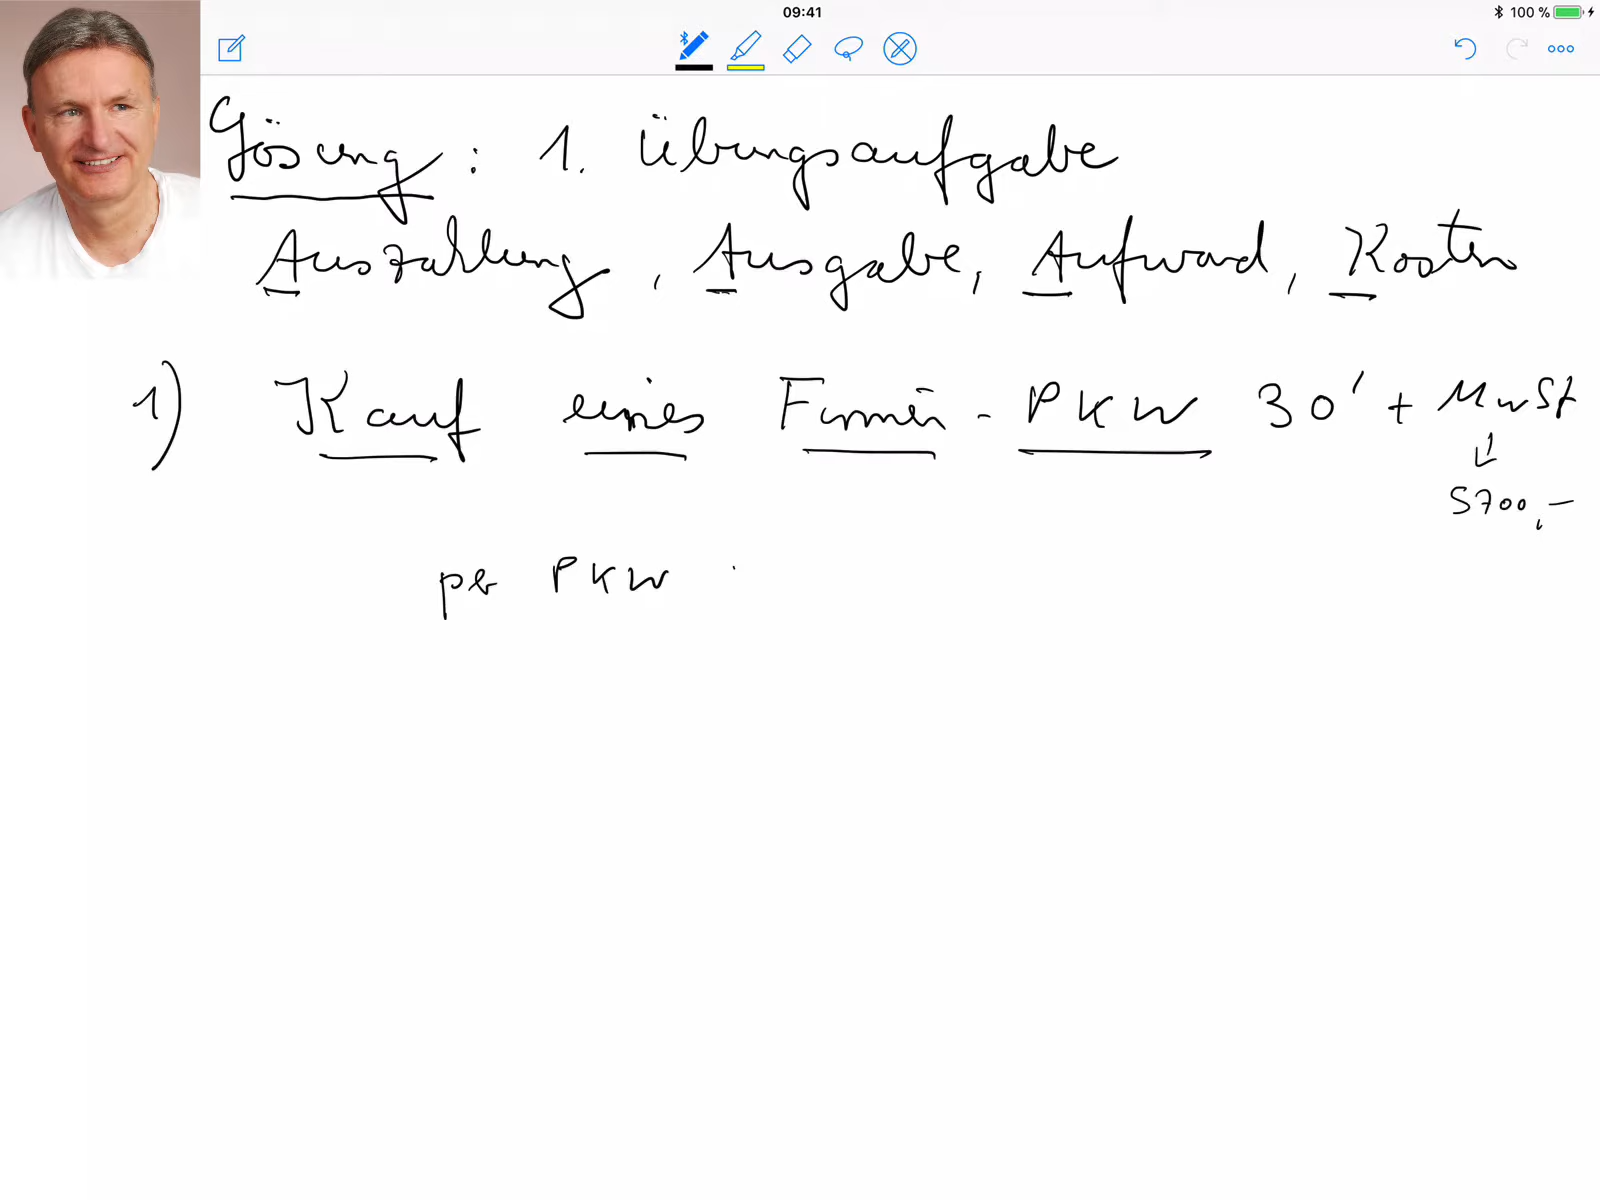 09:41
100 %
Lösung: 1. Übungsaufgabe
Auszahlung, Ausgabe, Aufwand, Kosten
1) Kauf eines Firmen-PKW 30' + MwSt
5700,-
per PKW